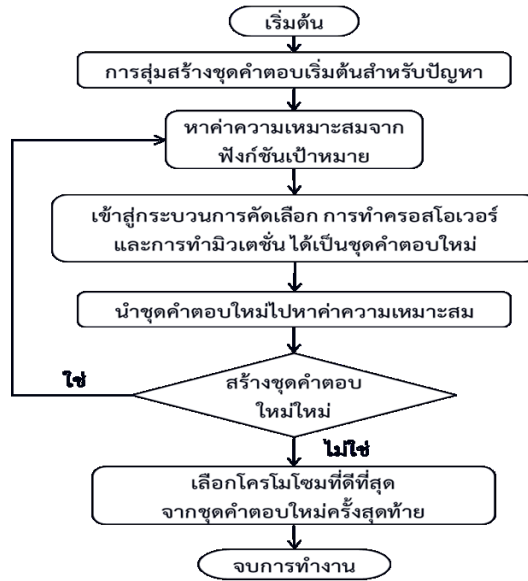 เริ่มต้น
การสุ่มสร้างชุดคำตอบเริ่มต้นสำหรับปัญหา
หาค่าความเหมาะสมจาก
ฟังก์ชันเป้าหมาย
เข้าสู่กระบวนการคัดเลือก การทำครอสโอเวอร์
และการทำมิวเตชั่น ได้เป็นชุดคำตอบใหม่
นำชุดคำตอบใหม่ไปหาค่าความเหมาะสม
สร้างชุดคำตอบ
ใหม่ใหม่
ใช่
ไม่ใช่
เลือกโครโมโซมที่ดีที่สุด
จากชุดคำตอบใหม่ครั้งสุดท้าย
จบการทำงาน